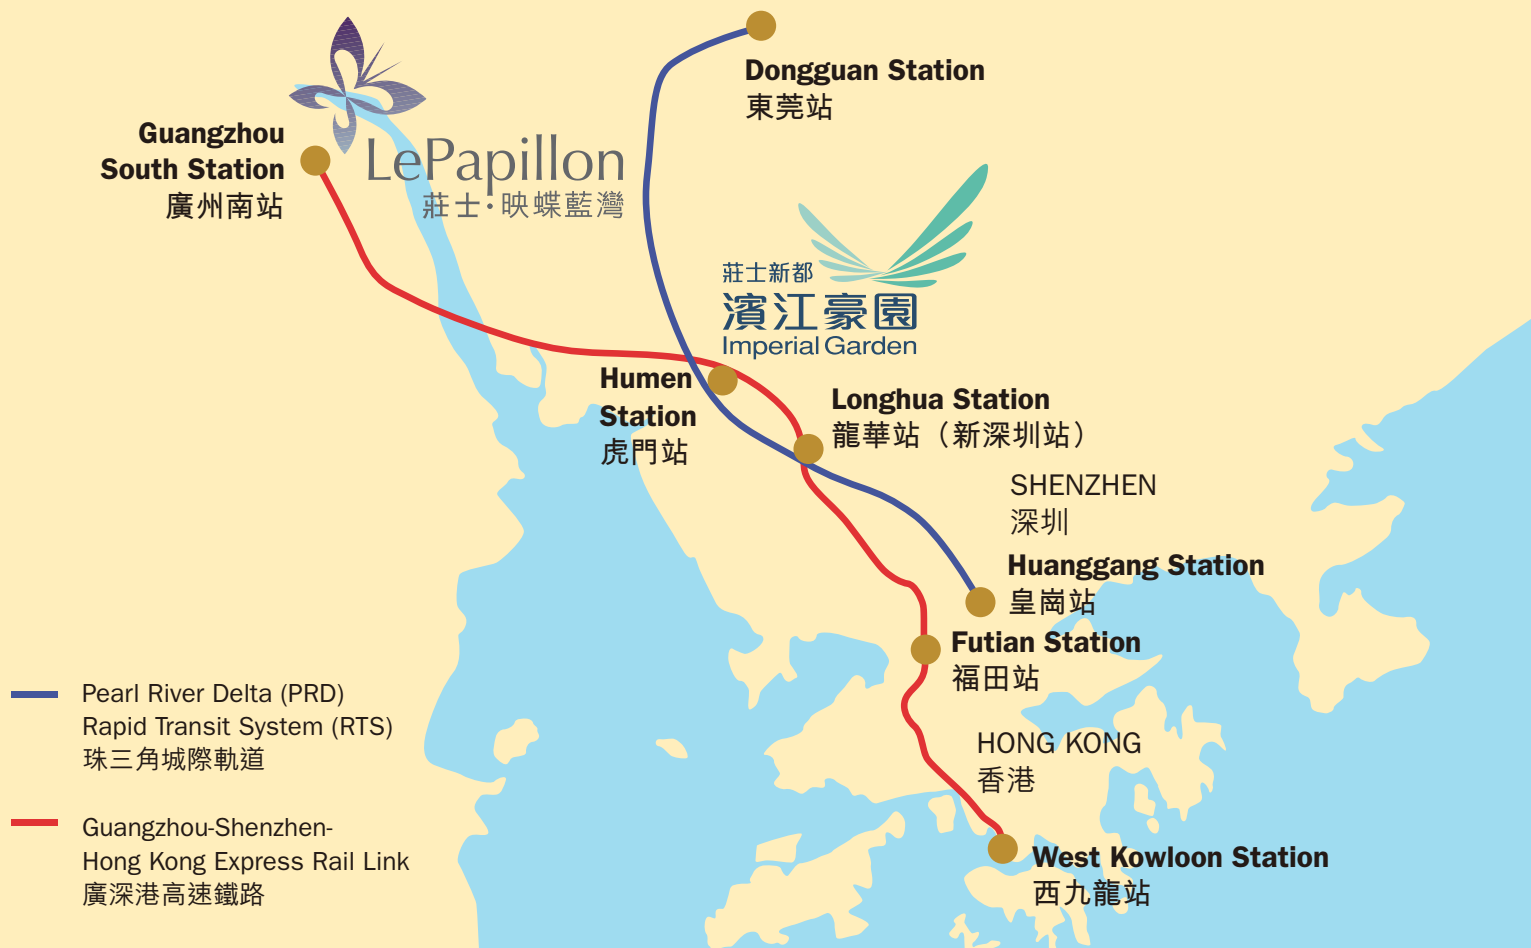 Dongguan Station
東莞站
Guangzhou
South Station
廣州南站
LePapillon
莊士·映蝶藍灣
莊士新都
濱江豪園
Imperial Garden
Humen
Station
虎門站
Longhua Station
龍華站（新深圳站）
SHENZHEN
深圳
Huanggang Station
皇崗站
Futian Station
福田站
Pearl River Delta (PRD)
Rapid Transit System (RTS)
珠三角城際軌道
HONG KONG
香港
Guangzhou-Shenzhen-
Hong Kong Express Rail Link
廣深港高速鐵路
West Kowloon Station
西九龍站